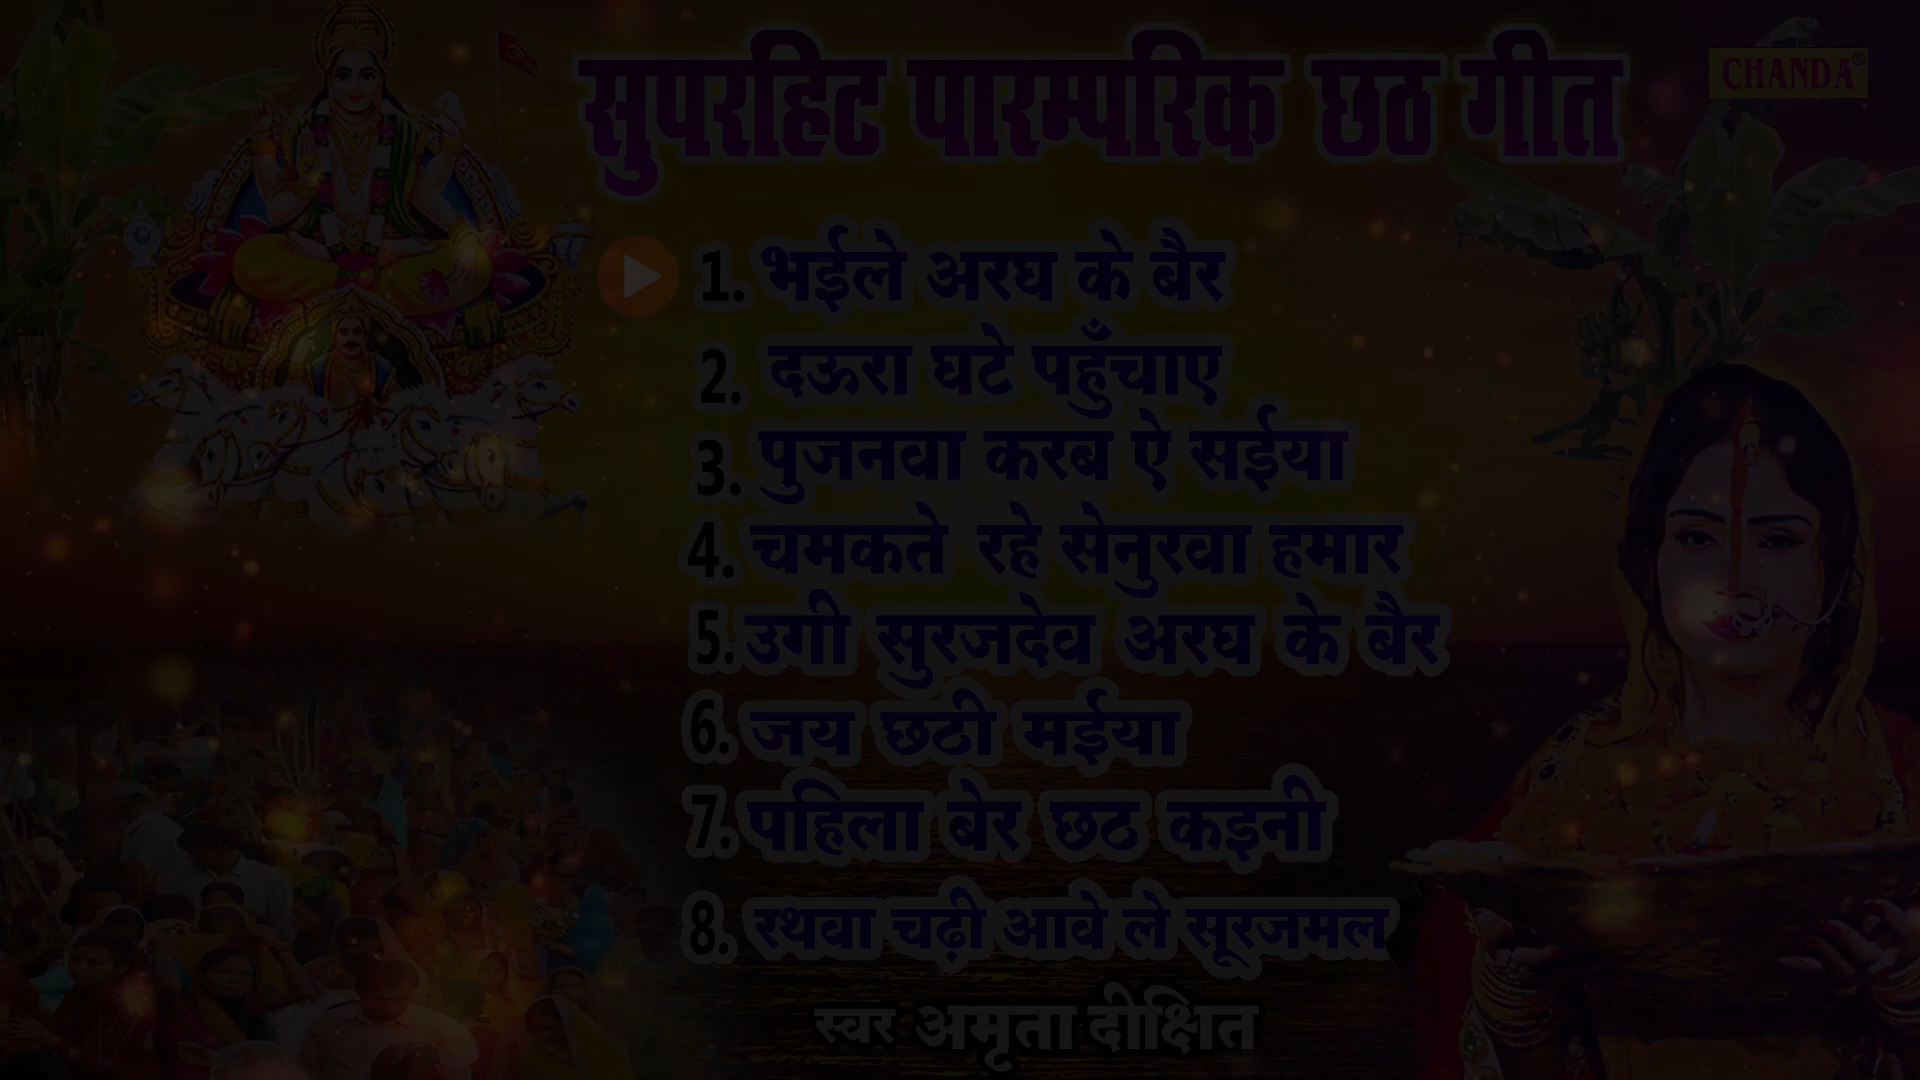 सुपरहिट पारम्परिक छठ गीत
CHANDA®
1. भईले अरघ के बैर
2. दऊरा घटे पहुँचाए
3. पुजनवा करब ऐ सईया
4. चमकते रहे सेनुरवा हमार
5. उगी सुरजदेव अरघ के बैर
6. जय छठी मईया
7. पहिला बेर छठ कइनी
8. रथवा चढ़ी आवे ले सूरजमल
स्वर अमृता दीक्षित